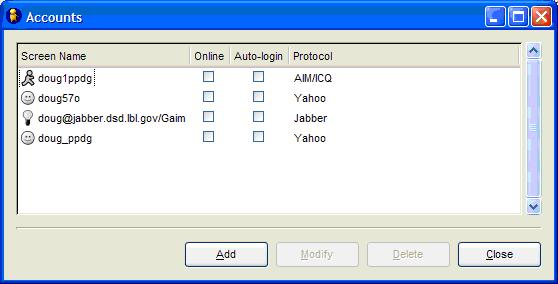 Accounts
Screen Name Online Auto-login Protocol
doug1ppdg AIM/ICQ
doug57o Yahoo
doug@jabber.dsd.lbl.gov/Gaim Jabber
doug_ppdg Yahoo
Add Modify Delete Close